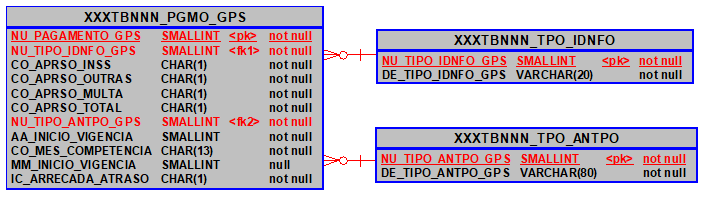 XXXTBNNN_PGMO_GPS
NU_PAGAMENTO_GPS SMALLINT <pk> not null
NU_TIPO_IDNFO_GPS SMALLINT <fk1> not null
CO_APRSO_INSS CHAR(1) not null
CO_APRSO_OUTRAS CHAR(1) not null
CO_APRSO_MULTA CHAR(1) not null
CO_APRSO_TOTAL CHAR(1) not null
NU_TIPO_ANTPO_GPS SMALLINT <fk2> not null
AA_INICIO_VIGENCIA SMALLINT not null
CO_MES_COMPETENCIA CHAR(13) not null
MM_INICIO_VIGENCIA SMALLINT null
IC_ARRECADA_ATRASO CHAR(1) not null
XXXTBNNN_TPO_IDNFO
NU_TIPO_IDNFO_GPS SMALLINT <pk> not null
DE_TIPO_IDNFO_GPS VARCHAR(20) not null
XXXTBNNN_TPO_ANTPO
NU_TIPO_ANTPO_GPS SMALLINT <pk> not null
DE_TIPO_ANTPO_GPS VARCHAR(80) not null